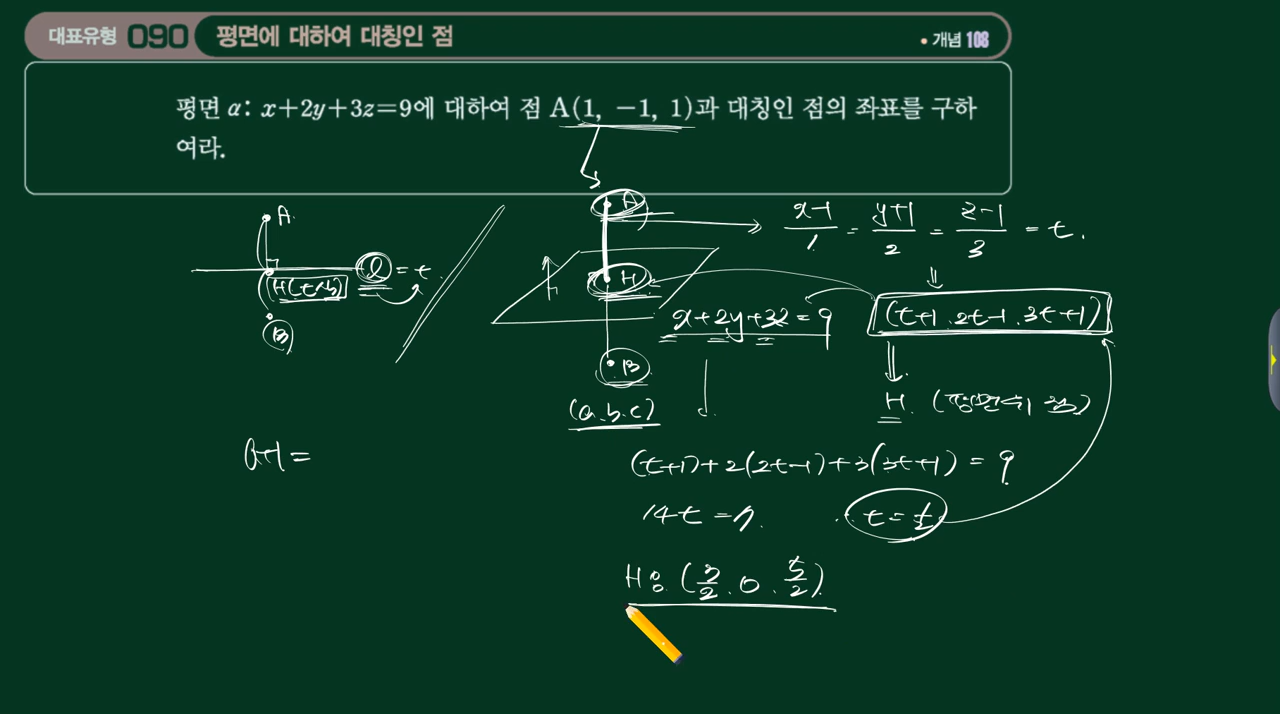 대표유형 090 평면에 대하여 대칭인 점
• 개념 108
평면 α: x+2y+3z=9에 대하여 점 A(1, −1, 1)과 대칭인 점의 좌표를 구하
여라.
A
l = t
H(t, b)
B
A
H
B
(a, b, c)
(x-1)/1 = (y+1)/2 = (z-1)/3 = t.
x+2y+3z=9
(t+1, 2t-1, 3t+1)
H. (평면위 점)
(t+1)+2(2t-1)+3(3t+1) = 9
14t = 7.
t = 1/2
H: (3/2, 0, 5/2)
a+1 =